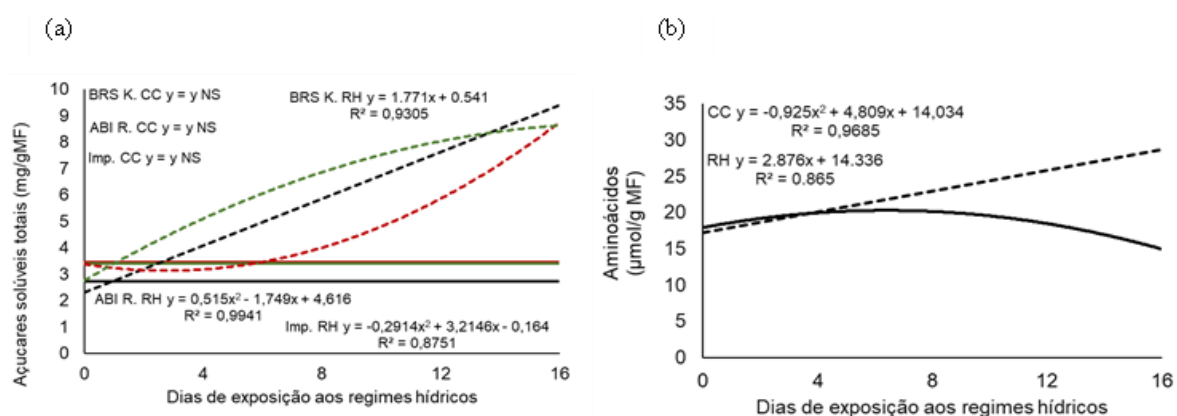 (a)
Açucares solúveis totais (mg/gMF)
10
9
8
7
6
5
4
3
2
1
0
BRS K. CC y = y NS
ABI R. CC y = y NS
Imp. CC y = y NS
BRS K. RH y = 1.771x + 0.541
R² = 0,9305
ABI R. RH y = 0,515x² - 1,749x + 4,616
R² = 0,9941
Imp. RH y = -0,2914x² + 3,2146x - 0,164
R² = 0,8751
0 4 8 12 16
Dias de exposição aos regimes hídricos
(b)
Aminoácidos
(µmol/g MF)
35
30
25
20
15
10
5
0
CC y = -0,925x² + 4,809x + 14,034
R² = 0,9685
RH y = 2.876x + 14.336
R² = 0.865
0 4 8 12 16
Dias de exposição aos regimes hídricos